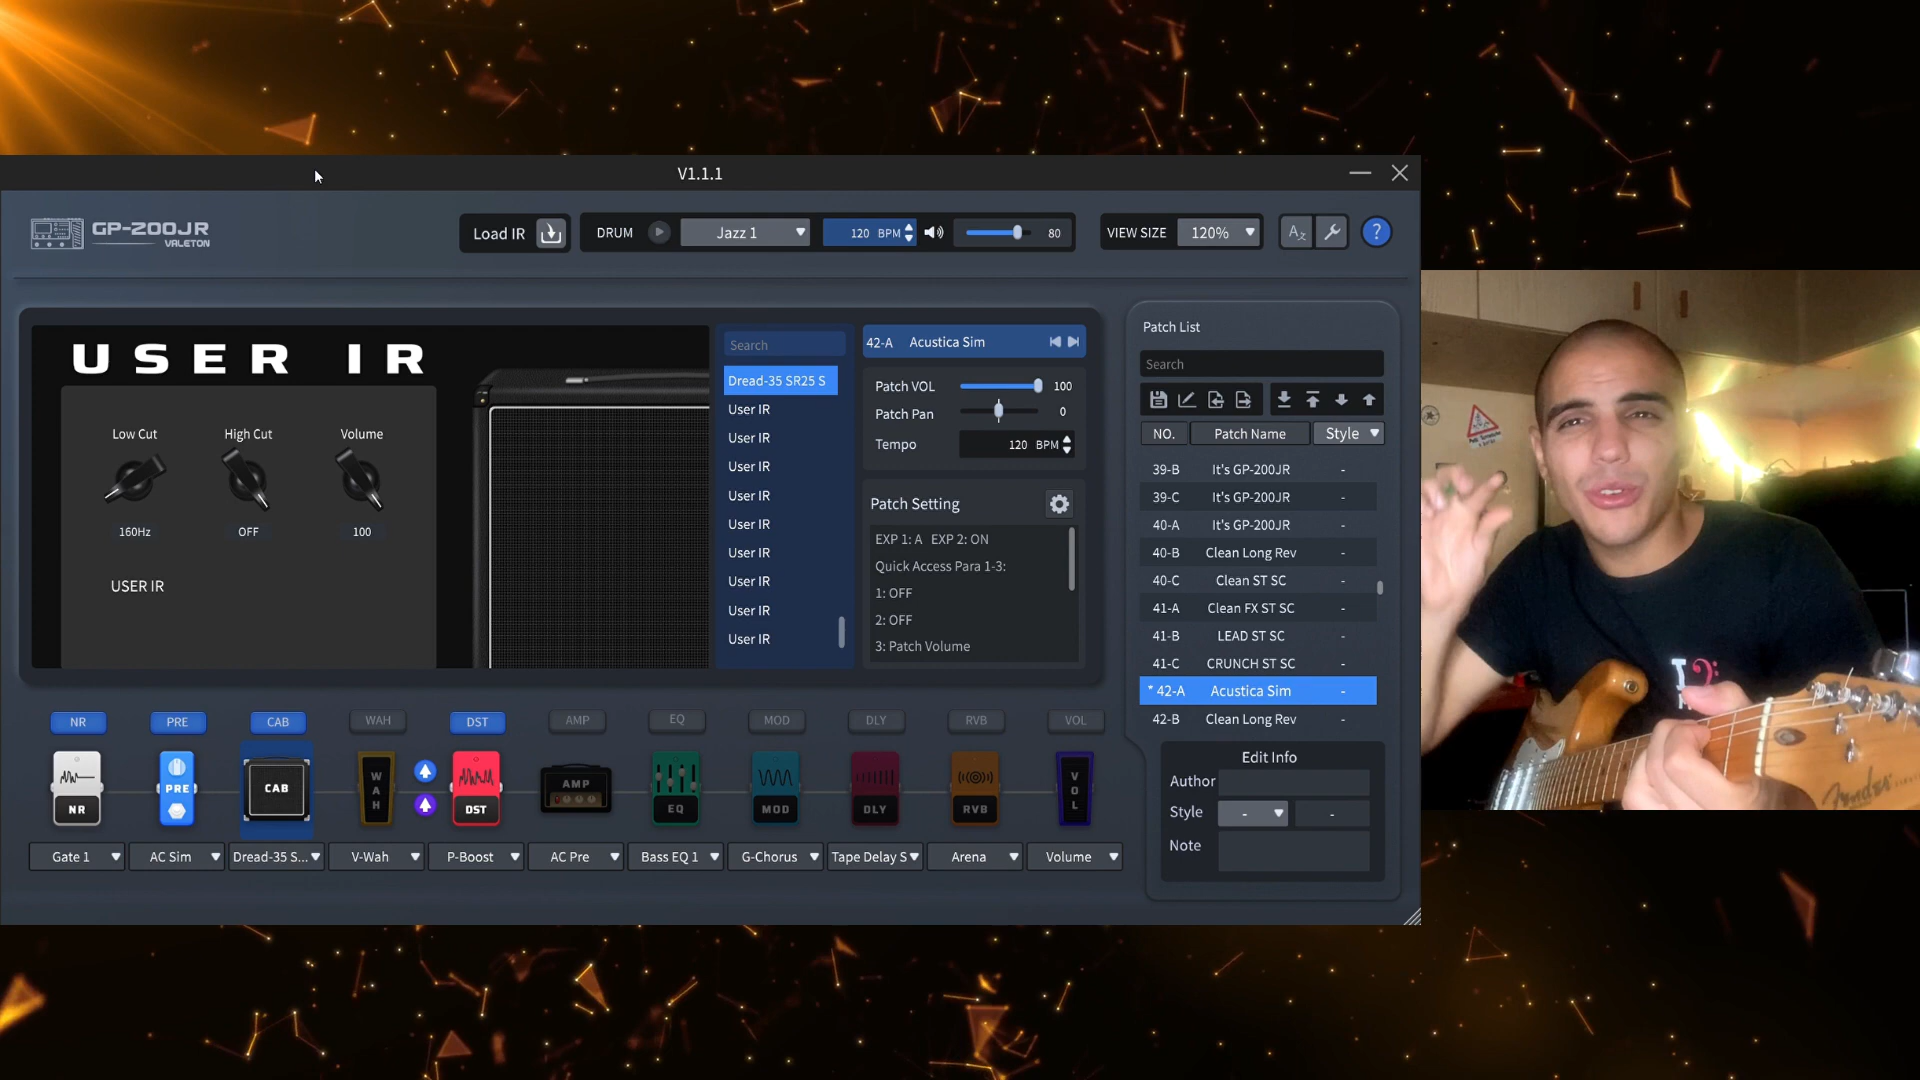 V1.1.1
GP-200JR
VALETON
Load IR
DRUM
Jazz 1
120 BPM
80
VIEW SIZE
120%
?
USER IR
Low Cut
High Cut
Volume
160Hz
OFF
100
USER IR
Search
Dread-35 SR25 S
User IR
User IR
User IR
User IR
User IR
User IR
User IR
User IR
User IR
42-A Acustica Sim
Patch VOL 100
Patch Pan 0
Tempo 120 BPM
Patch Setting
EXP 1: A EXP 2: ON
Quick Access Para 1-3:
1: OFF
2: OFF
3: Patch Volume
Patch List
Search
NO. Patch Name Style
39-B It's GP-200JR -
39-C It's GP-200JR -
40-A It's GP-200JR -
40-B Clean Long Rev -
40-C Clean ST SC -
41-A Clean FX ST SC -
41-B LEAD ST SC -
41-C CRUNCH ST SC -
* 42-A Acustica Sim -
42-B Clean Long Rev -
Edit Info
Author
Style - -
Note
NR PRE CAB WAH DST AMP EQ MOD DLY RVB VOL
NR PRE CAB WAH DST AMP EQ MOD DLY RVB VOL
Gate 1 AC Sim Dread-35 S... V-Wah P-Boost AC Pre Bass EQ 1 G-Chorus Tape Delay S Arena Volume
Fender